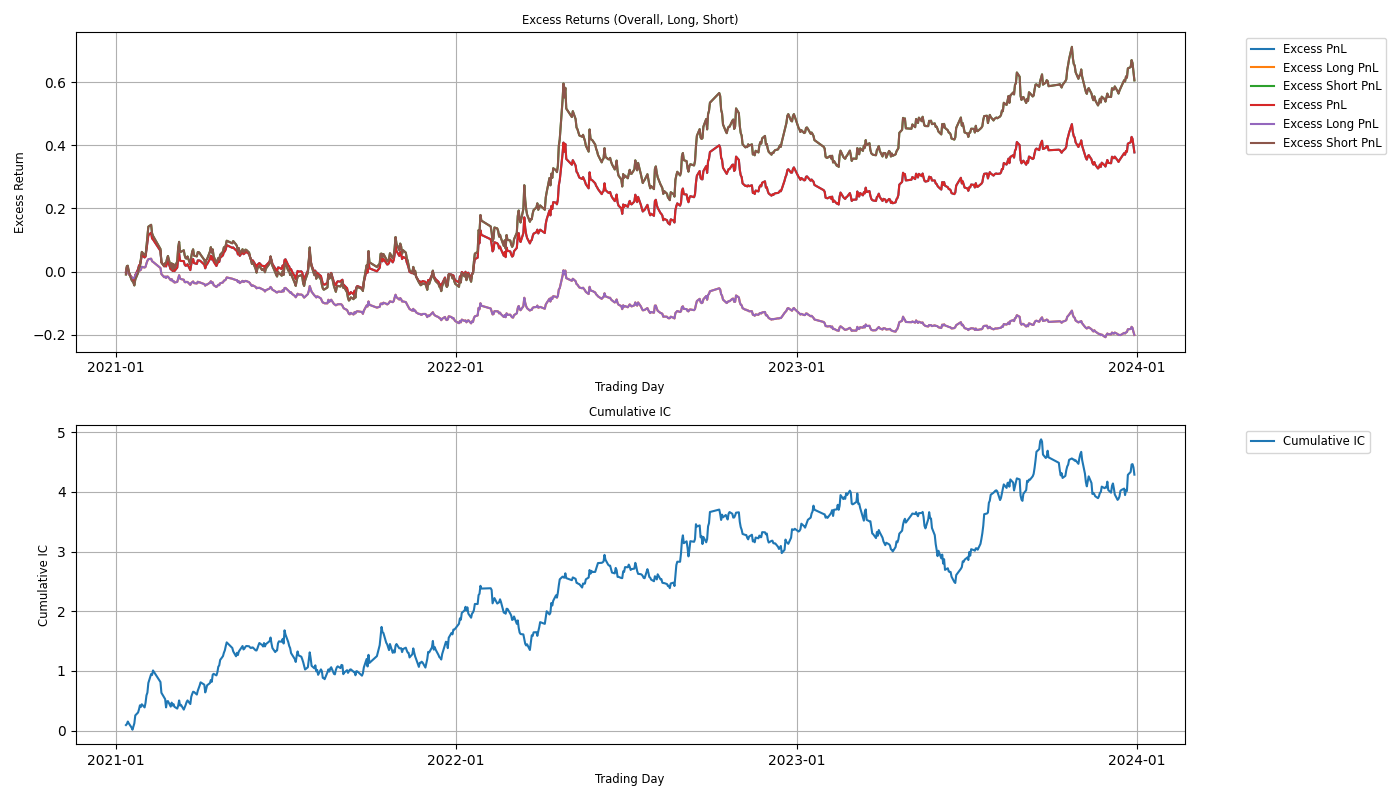 Excess Returns (Overall, Long, Short)
Excess PnL
Excess Long PnL
Excess Short PnL
Excess PnL
Excess Long PnL
Excess Short PnL
0.6
0.4
0.2
0.0
−0.2
Excess Return
2021-01
2022-01
2023-01
2024-01
Trading Day
Cumulative IC
Cumulative IC
5
4
3
2
1
0
Cumulative IC
2021-01
2022-01
2023-01
2024-01
Trading Day